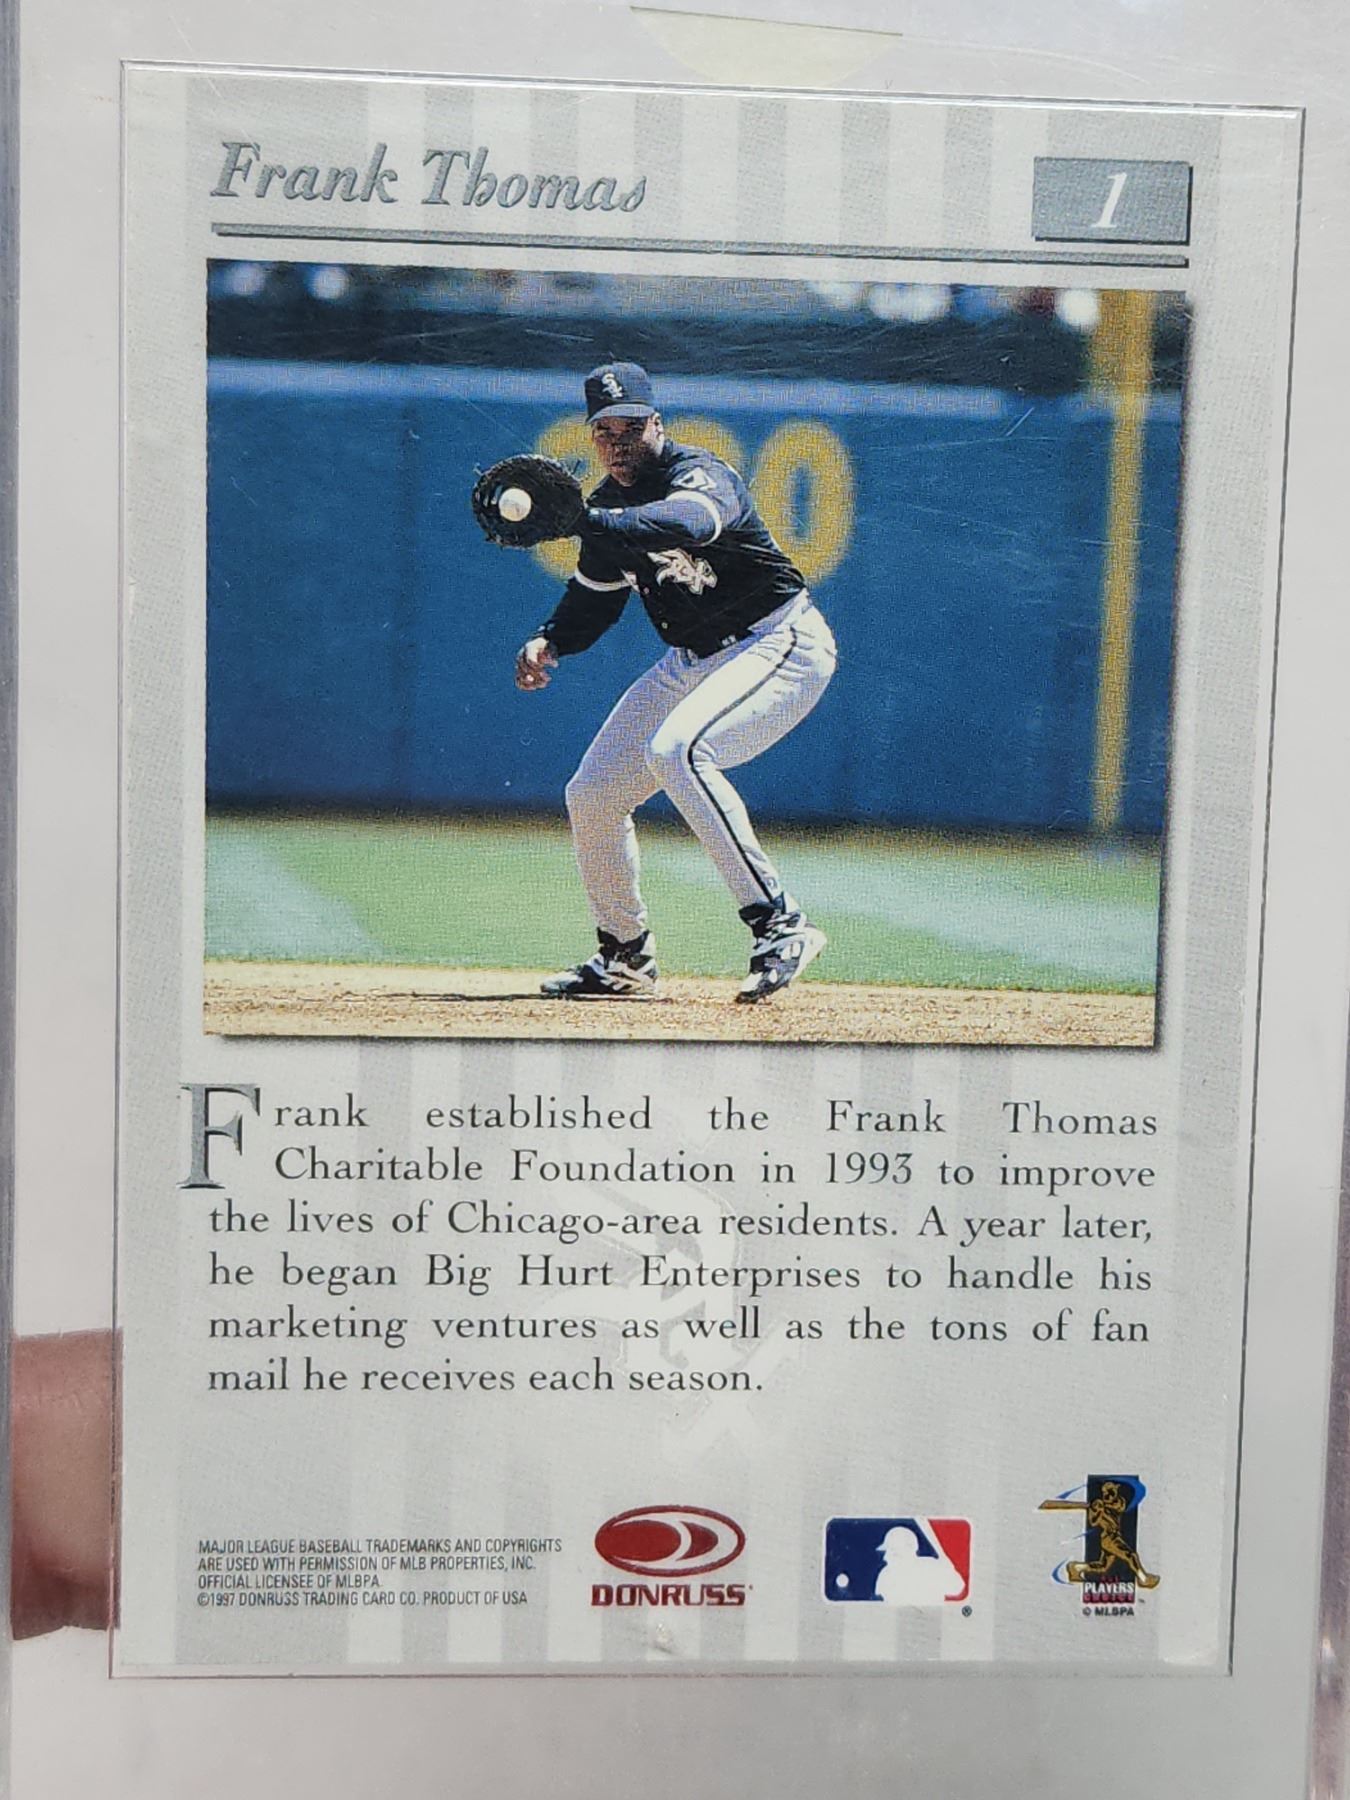 Frank Thomas
1
Frank established the Frank Thomas
Charitable Foundation in 1993 to improve
the lives of Chicago-area residents. A year later,
he began Big Hurt Enterprises to handle his
marketing ventures as well as the tons of fan
mail he receives each season.
MAJOR LEAGUE BASEBALL TRADEMARKS AND COPYRIGHTS
ARE USED WITH PERMISSION OF MLB PROPERTIES, INC.
OFFICIAL LICENSEE OF MLBPA
©1997 DONRUSS TRADING CARD CO. PRODUCT OF USA
DONRUSS
®
PLAYERS
CHOICE
© MLBPA